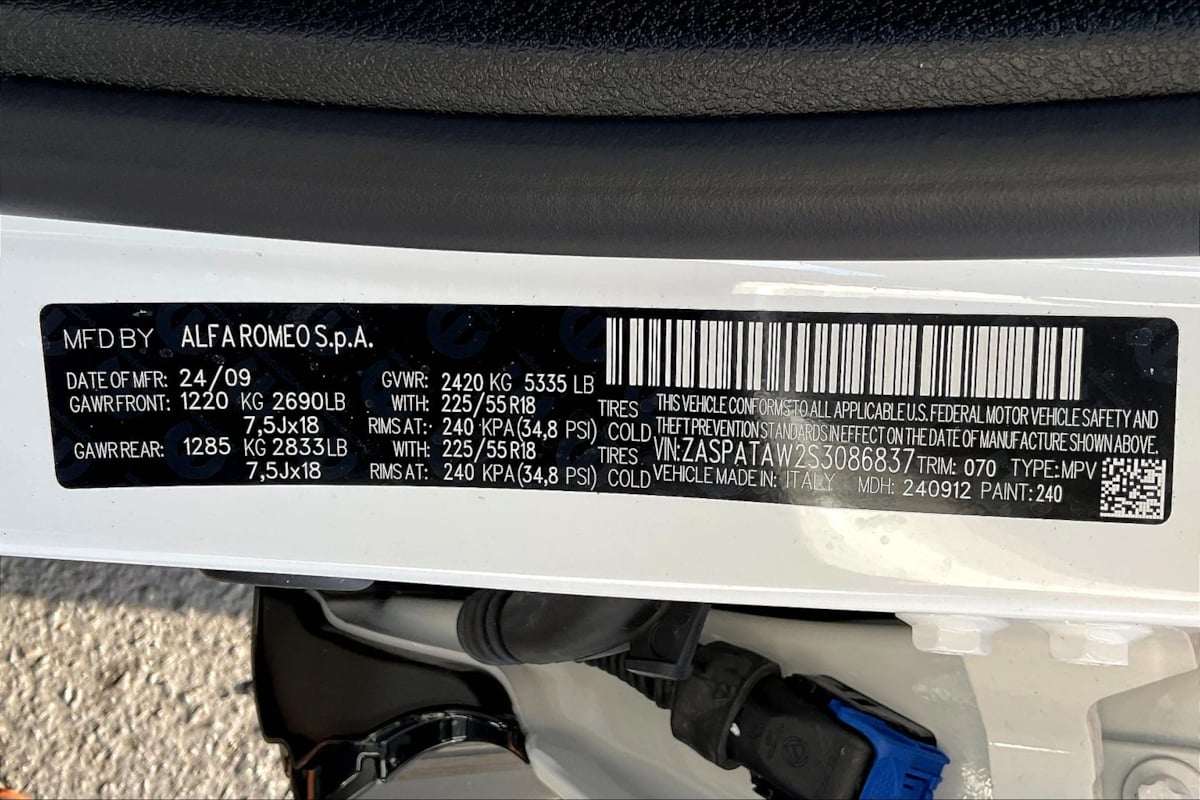 MFD BY ALFA ROMEO S.p.A.
DATE OF MFR: 24/09 GVWR: 2420 KG 5335 LB
GAWR FRONT: 1220 KG 2690LB WITH: 225/55R18 TIRES
7,5Jx18 RIMS AT: 240 KPA(34,8 PSI) COLD
GAWR REAR: 1285 KG 2833LB WITH: 225/55R18 TIRES
7,5Jx18 RIMS AT: 240 KPA(34,8 PSI) COLD
THIS VEHICLE CONFORMS TO ALL APPLICABLE U.S. FEDERAL MOTOR VEHICLE SAFETY AND
THEFT PREVENTION STANDARDS IN EFFECT ON THE DATE OF MANUFACTURE SHOWN ABOVE.
VIN:ZASPATAW2S3086837 TRIM: 070 TYPE:MPV
VEHICLE MADE IN: ITALY MDH: 240912 PAINT: 240